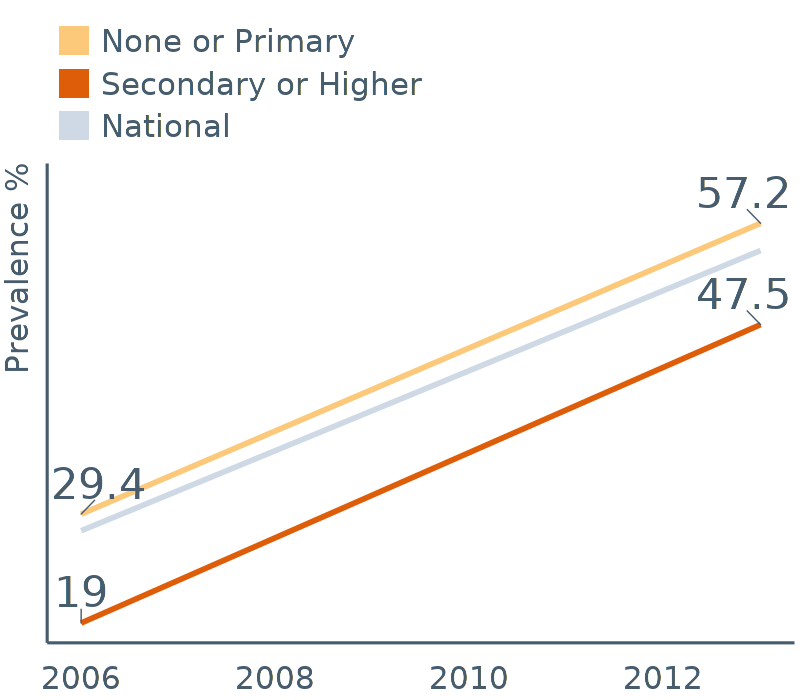 None or Primary
Secondary or Higher
National
Prevalence %
57.2
47.5
29.4
19
2006 2008 2010 2012